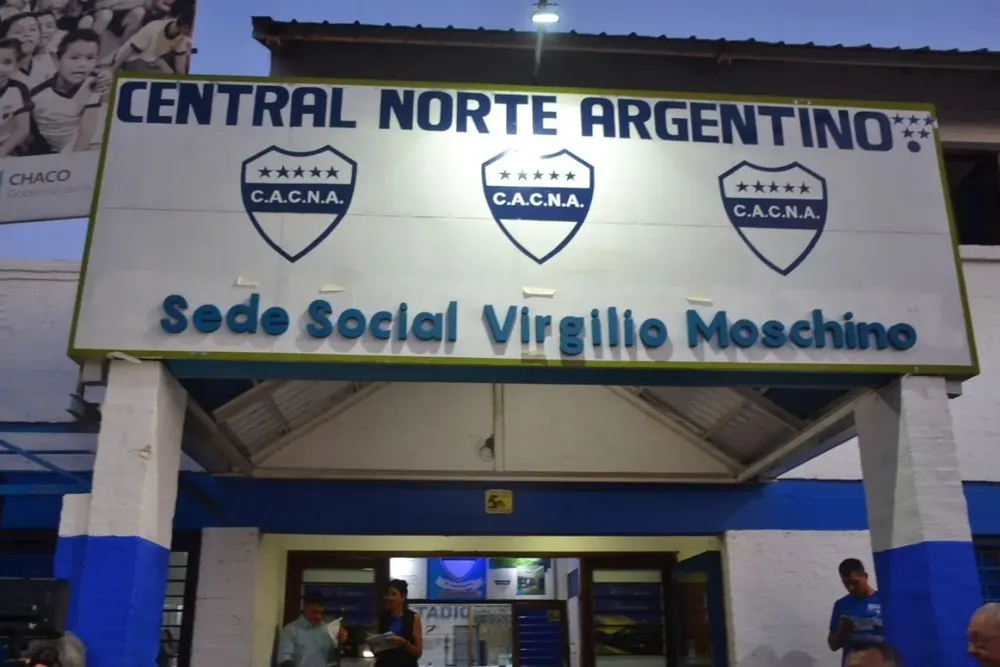 CENTRAL NORTE ARGENTINO
C.A.C.N.A.
C.A.C.N.A.
C.A.C.N.A.
Sede Social Virgilio Moschino
CHACO